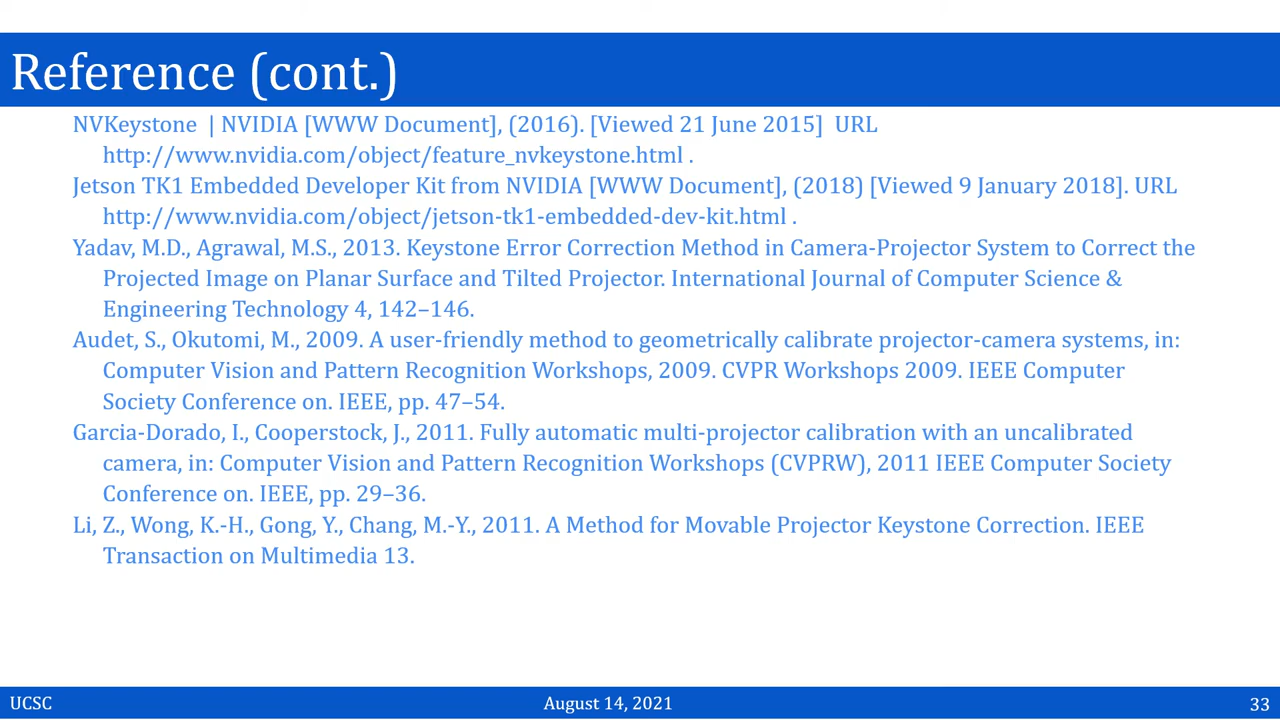 Reference (cont.)
NVKeystone | NVIDIA [WWW Document], (2016). [Viewed 21 June 2015] URL
http://www.nvidia.com/object/feature_nvkeystone.html .
Jetson TK1 Embedded Developer Kit from NVIDIA [WWW Document], (2018) [Viewed 9 January 2018]. URL
http://www.nvidia.com/object/jetson-tk1-embedded-dev-kit.html .
Yadav, M.D., Agrawal, M.S., 2013. Keystone Error Correction Method in Camera-Projector System to Correct the
Projected Image on Planar Surface and Tilted Projector. International Journal of Computer Science &
Engineering Technology 4, 142–146.
Audet, S., Okutomi, M., 2009. A user-friendly method to geometrically calibrate projector-camera systems, in:
Computer Vision and Pattern Recognition Workshops, 2009. CVPR Workshops 2009. IEEE Computer
Society Conference on. IEEE, pp. 47–54.
Garcia-Dorado, I., Cooperstock, J., 2011. Fully automatic multi-projector calibration with an uncalibrated
camera, in: Computer Vision and Pattern Recognition Workshops (CVPRW), 2011 IEEE Computer Society
Conference on. IEEE, pp. 29–36.
Li, Z., Wong, K.-H., Gong, Y., Chang, M.-Y., 2011. A Method for Movable Projector Keystone Correction. IEEE
Transaction on Multimedia 13.
UCSC
August 14, 2021
33